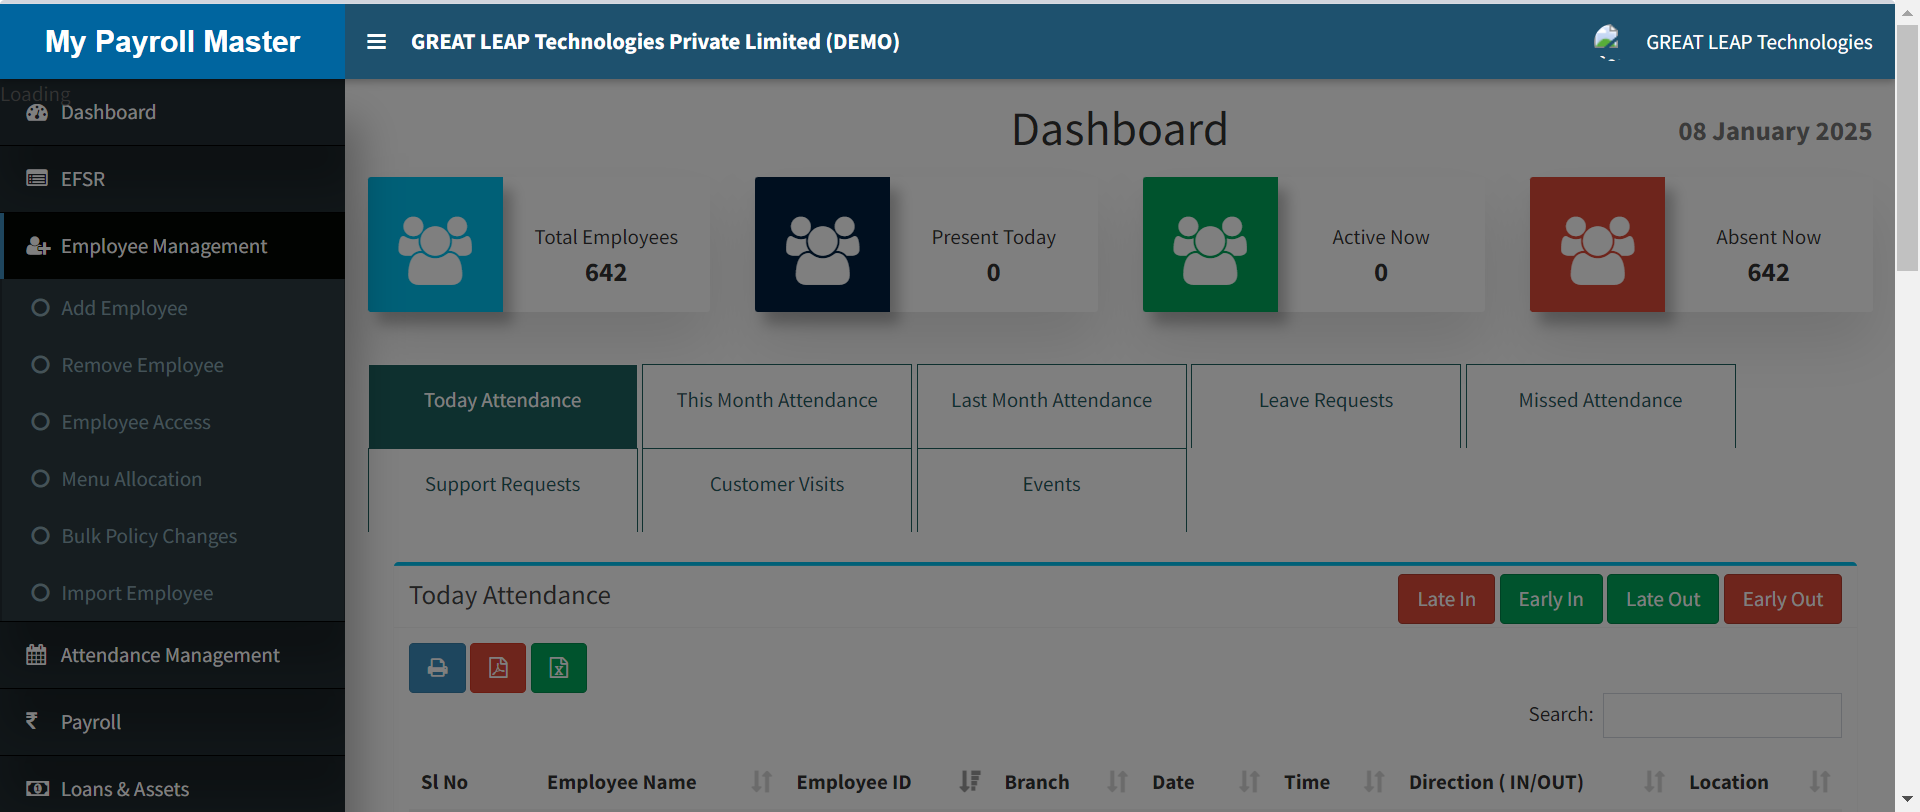 My Payroll Master
GREAT LEAP Technologies Private Limited (DEMO)
GREAT LEAP Technologies
Loading
Dashboard
EFSR
Employee Management
Add Employee
Remove Employee
Employee Access
Menu Allocation
Bulk Policy Changes
Import Employee
Attendance Management
Payroll
Loans & Assets
Dashboard
08 January 2025
Total Employees
642
Present Today
0
Active Now
0
Absent Now
642
Today Attendance
This Month Attendance
Last Month Attendance
Leave Requests
Missed Attendance
Support Requests
Customer Visits
Events
Today Attendance
Late In
Early In
Late Out
Early Out
Search:
Sl No Employee Name Employee ID Branch Date Time Direction ( IN/OUT) Location